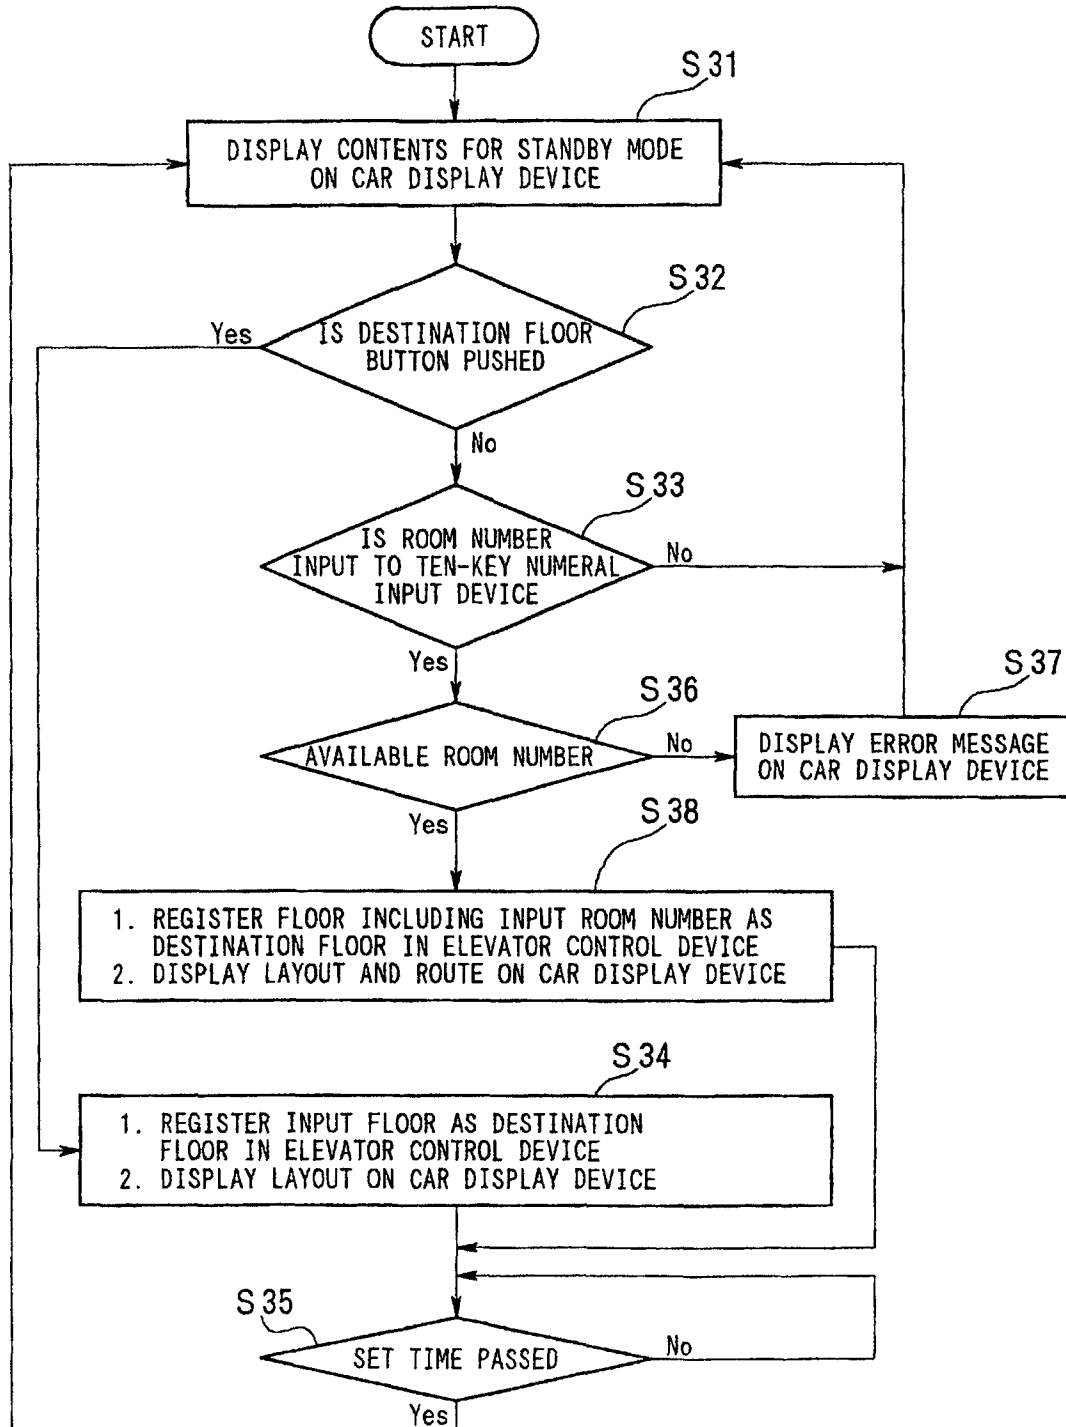 START
S31
DISPLAY CONTENTS FOR STANDBY MODE
ON CAR DISPLAY DEVICE
S32
Yes
IS DESTINATION FLOOR
BUTTON PUSHED
No
S33
IS ROOM NUMBER
INPUT TO TEN-KEY NUMERAL
INPUT DEVICE
No
Yes
S36
S37
AVAILABLE ROOM NUMBER
No
DISPLAY ERROR MESSAGE
ON CAR DISPLAY DEVICE
Yes
S38
1. REGISTER FLOOR INCLUDING INPUT ROOM NUMBER AS
DESTINATION FLOOR IN ELEVATOR CONTROL DEVICE
2. DISPLAY LAYOUT AND ROUTE ON CAR DISPLAY DEVICE
S34
1. REGISTER INPUT FLOOR AS DESTINATION
FLOOR IN ELEVATOR CONTROL DEVICE
2. DISPLAY LAYOUT ON CAR DISPLAY DEVICE
S35
SET TIME PASSED
No
Yes